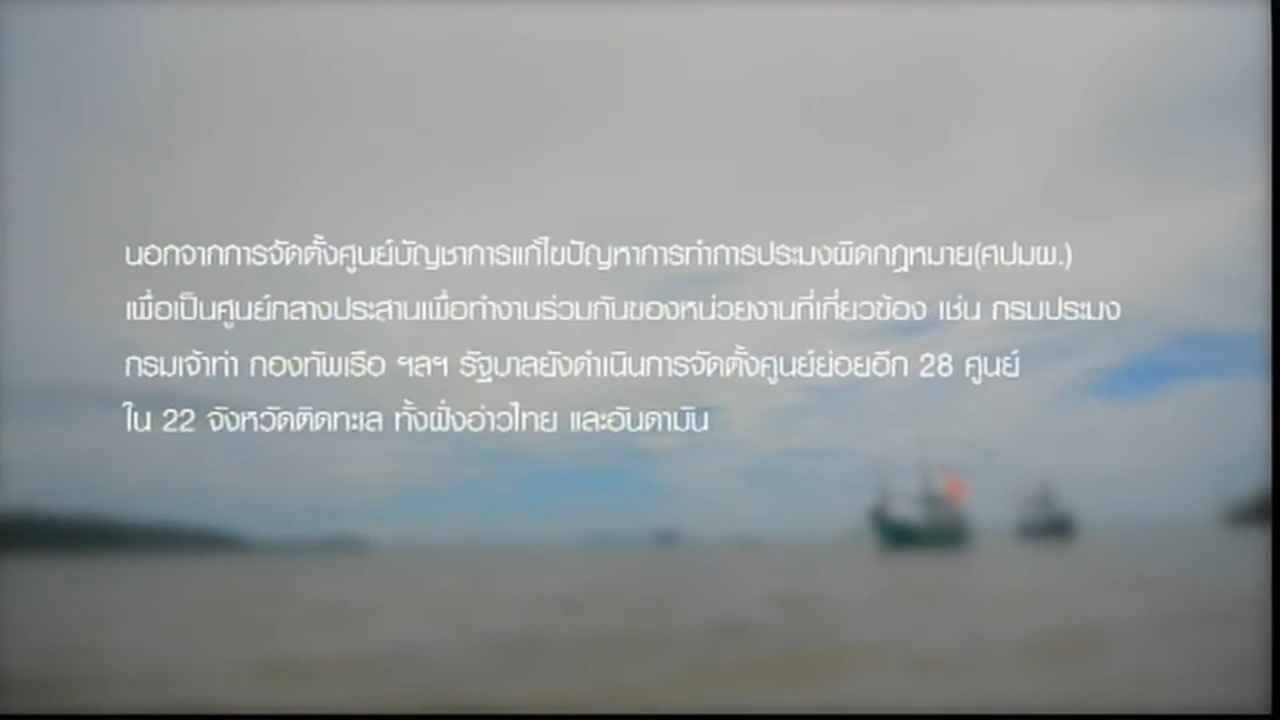 นอกจากการจัดตั้งศูนย์บัญชาการแก้ไขปัญหาการทำการประมงผิดกฎหมาย(ศปมผ.)
เพื่อเป็นศูนย์กลางประสานเพื่อทำงานร่วมกันของหน่วยงานที่เกี่ยวข้อง เช่น กรมประมง
กรมเจ้าท่า กองทัพเรือ ฯลฯ รัฐบาลยังดำเนินการจัดตั้งศูนย์ย่อยอีก 28 ศูนย์
ใน 22 จังหวัดติดทะเล ทั้งฝั่งอ่าวไทย และอันดามัน